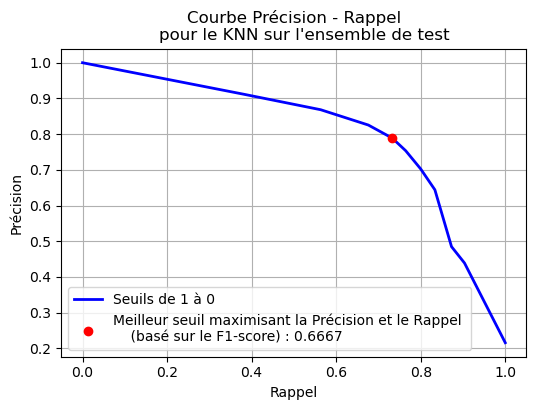 Courbe Précision - Rappel
pour le KNN sur l'ensemble de test
Précision
1.0
0.9
0.8
0.7
0.6
0.5
0.4
0.3
0.2
Seuils de 1 à 0
Meilleur seuil maximisant la Précision et le Rappel
(basé sur le F1-score) : 0.6667
0.0 0.2 0.4 0.6 0.8 1.0
Rappel